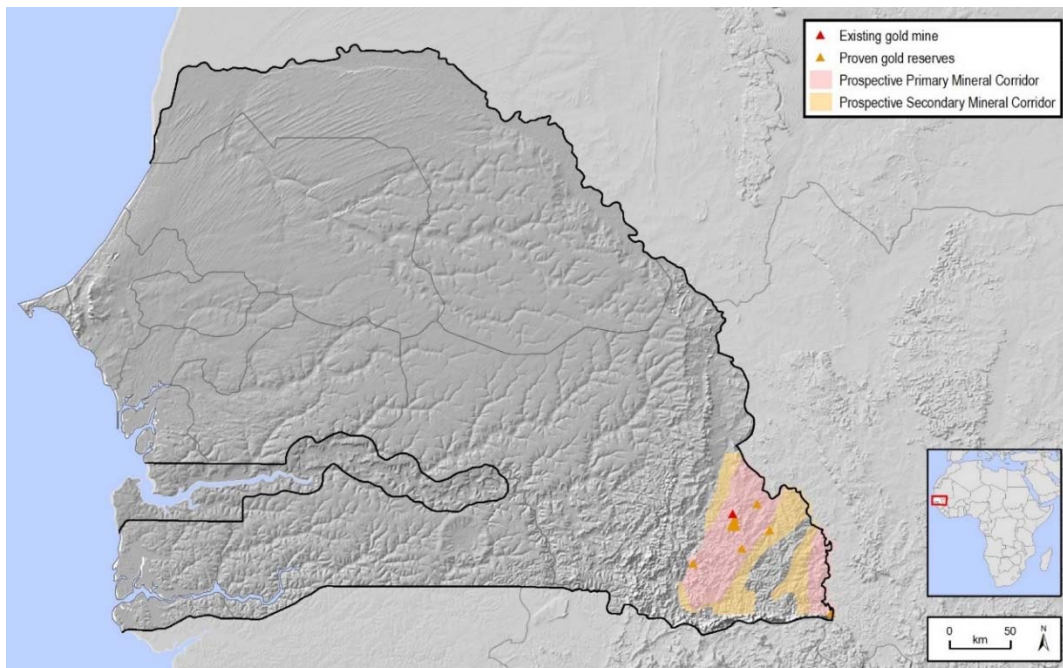 Existing gold mine
Proven gold reserves
Prospective Primary Mineral Corridor
Prospective Secondary Mineral Corridor
0 50
km
N